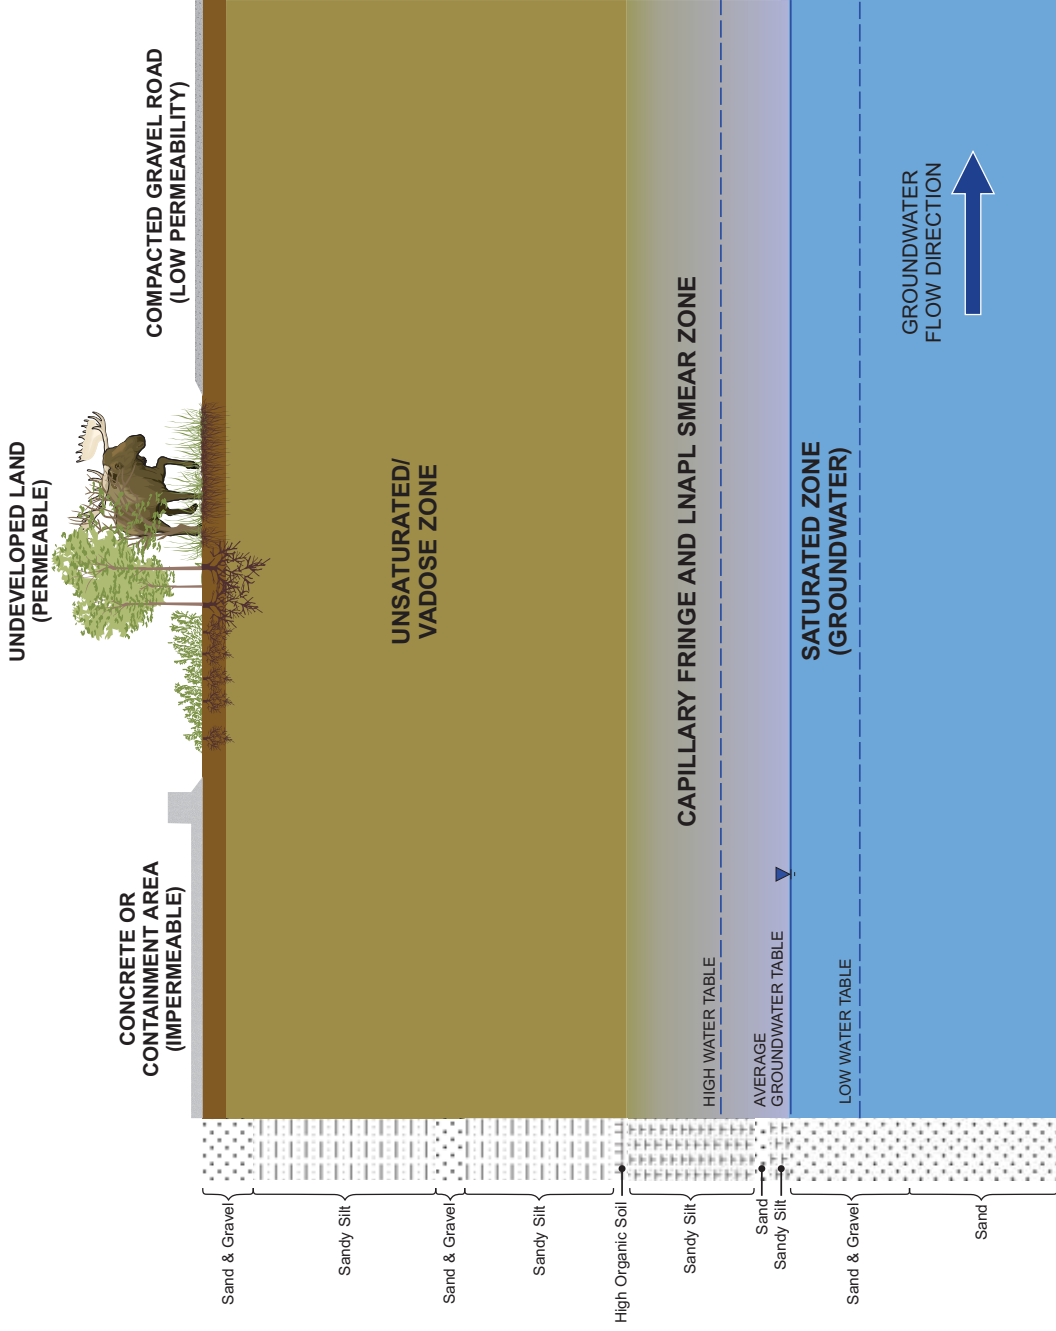 CONCRETE OR
CONTAINMENT AREA
(IMPERMEABLE)
UNDEVELOPED LAND
(PERMEABLE)
COMPACTED GRAVEL ROAD
(LOW PERMEABILITY)
UNSATURATED/
VADOSE ZONE
CAPILLARY FRINGE AND LNAPL SMEAR ZONE
HIGH WATER TABLE
AVERAGE
GROUNDWATER TABLE
SATURATED ZONE
(GROUNDWATER)
LOW WATER TABLE
GROUNDWATER
FLOW DIRECTION
Sand & Gravel
Sandy Silt
Sand & Gravel
Sandy Silt
High Organic Soil
Sandy Silt
Sand
Sandy Silt
Sand & Gravel
Sand